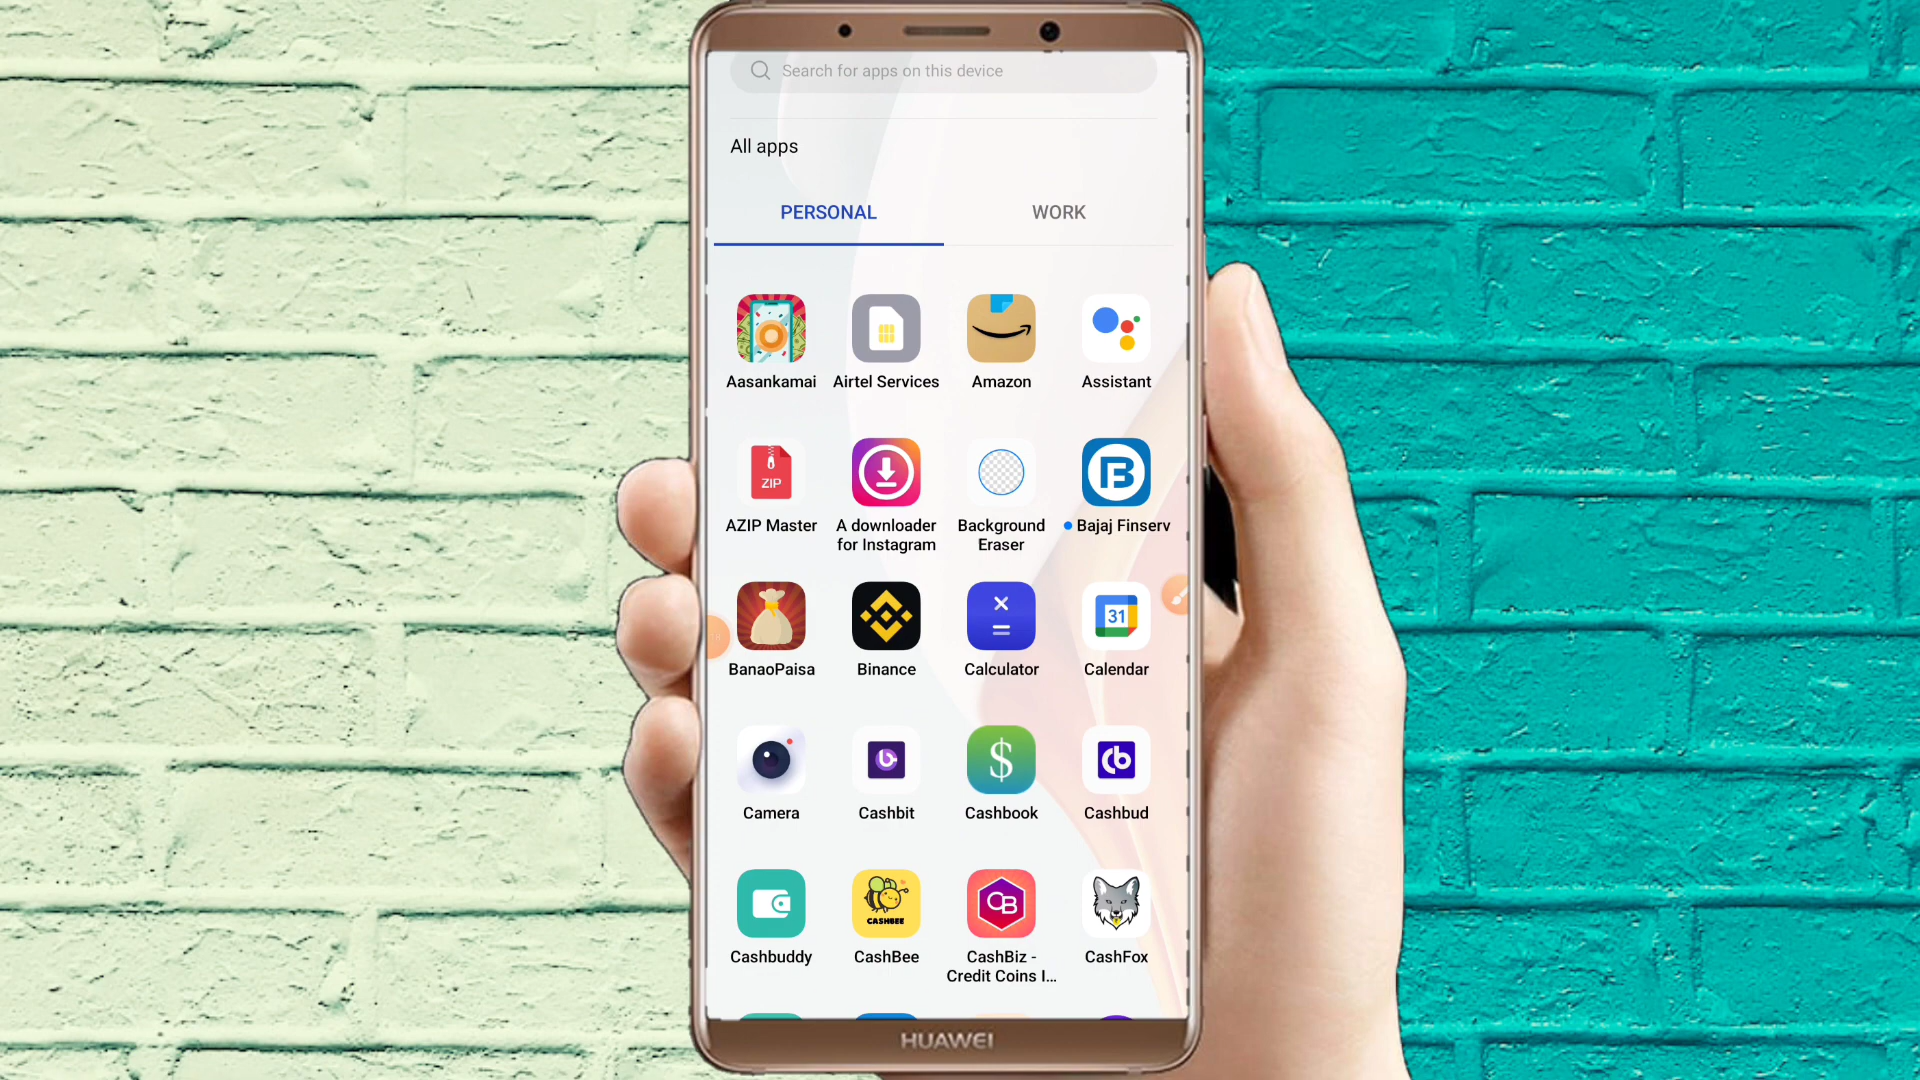 Search for apps on this device
All apps
PERSONAL WORK
Aasankamai Airtel Services Amazon Assistant
ZIP
AZIP Master A downloader for Instagram Background Eraser Bajaj Finserv
31
BanaoPaisa Binance Calculator Calendar
Camera Cashbit Cashbook Cashbud
CASHBEE
Cashbuddy CashBee CashBiz - Credit Coins I... CashFox
HUAWEI